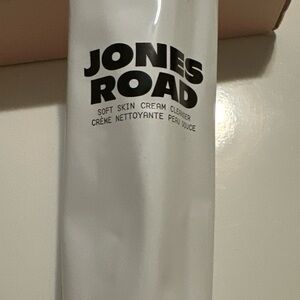 JONES
ROAD
SOFT SKIN CREAM CLEANSER
CRÈME NETTOYANTE PEAU DOUCE